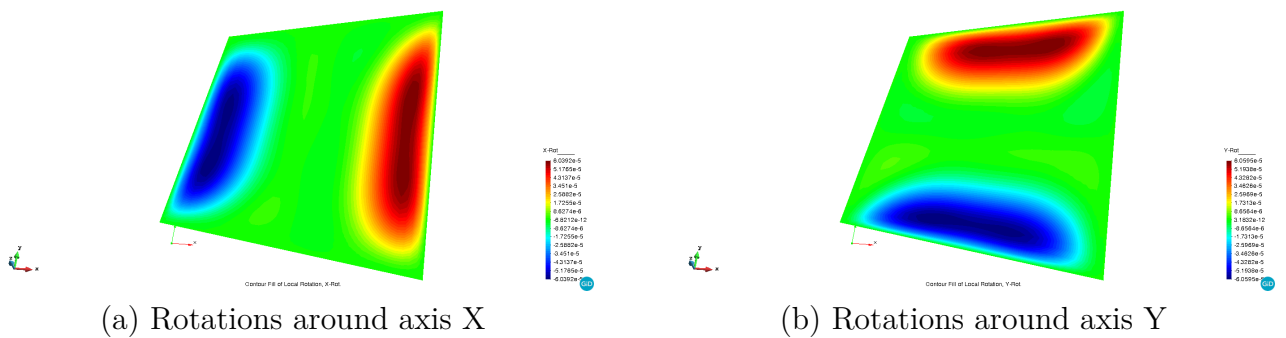 X-Rot
6.0392e-5
5.1765e-5
4.3137e-5
3.451e-5
2.5882e-5
1.7255e-5
8.6274e-6
-6.8212e-12
-8.6274e-6
-1.7255e-5
-2.5882e-5
-3.451e-5
-4.3137e-5
-5.1765e-5
-6.0392e-5
GiD
y
z
x
x
Contour Fill of Local Rotation, X-Rot.
(a) Rotations around axis X
Y-Rot
6.0595e-5
5.1938e-5
4.3282e-5
3.4626e-5
2.5969e-5
1.7313e-5
8.6564e-6
3.1832e-12
-8.6564e-6
-1.7313e-5
-2.5969e-5
-3.4626e-5
-4.3282e-5
-5.1938e-5
-6.0595e-5
GiD
y
z
x
x
Contour Fill of Local Rotation, Y-Rot.
(b) Rotations around axis Y